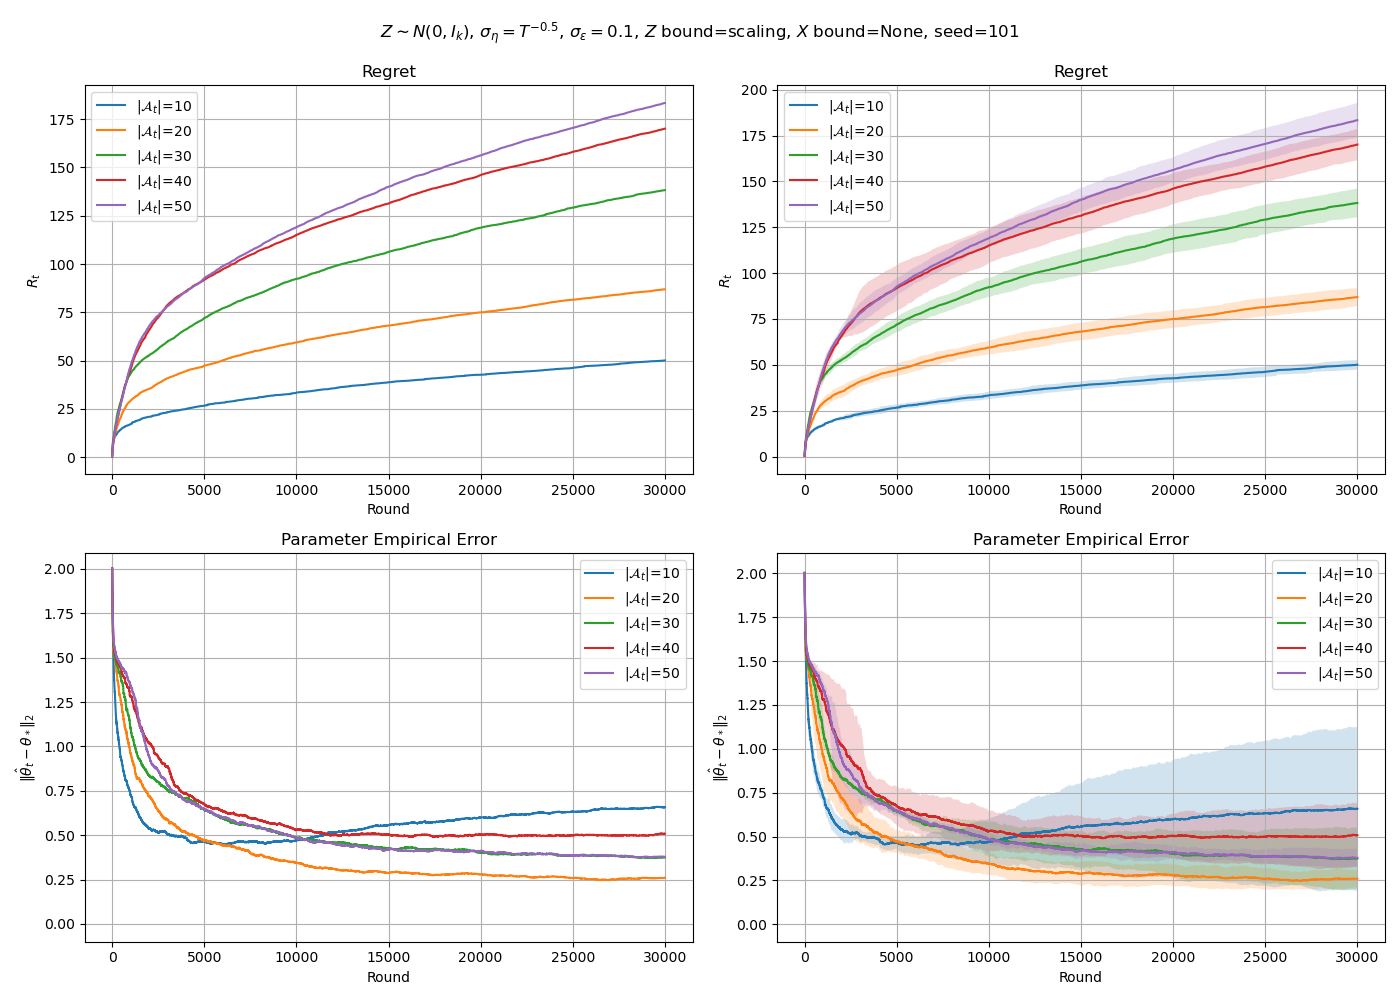 Z ∼ N(0, I_k), σ_η = T^{−0.5}, σ_ε = 0.1, Z bound=scaling, X bound=None, seed=101
Regret
R_t
175
150
125
100
75
50
25
0
|𝒜_t|=10
|𝒜_t|=20
|𝒜_t|=30
|𝒜_t|=40
|𝒜_t|=50
0 5000 10000 15000 20000 25000 30000
Round
Regret
R_t
200
175
150
125
100
75
50
25
0
|𝒜_t|=10
|𝒜_t|=20
|𝒜_t|=30
|𝒜_t|=40
|𝒜_t|=50
0 5000 10000 15000 20000 25000 30000
Round
Parameter Empirical Error
‖θ̂_t − θ_*‖_2
2.00
1.75
1.50
1.25
1.00
0.75
0.50
0.25
0.00
|𝒜_t|=10
|𝒜_t|=20
|𝒜_t|=30
|𝒜_t|=40
|𝒜_t|=50
0 5000 10000 15000 20000 25000 30000
Round
Parameter Empirical Error
‖θ̂_t − θ_*‖_2
2.00
1.75
1.50
1.25
1.00
0.75
0.50
0.25
0.00
|𝒜_t|=10
|𝒜_t|=20
|𝒜_t|=30
|𝒜_t|=40
|𝒜_t|=50
0 5000 10000 15000 20000 25000 30000
Round